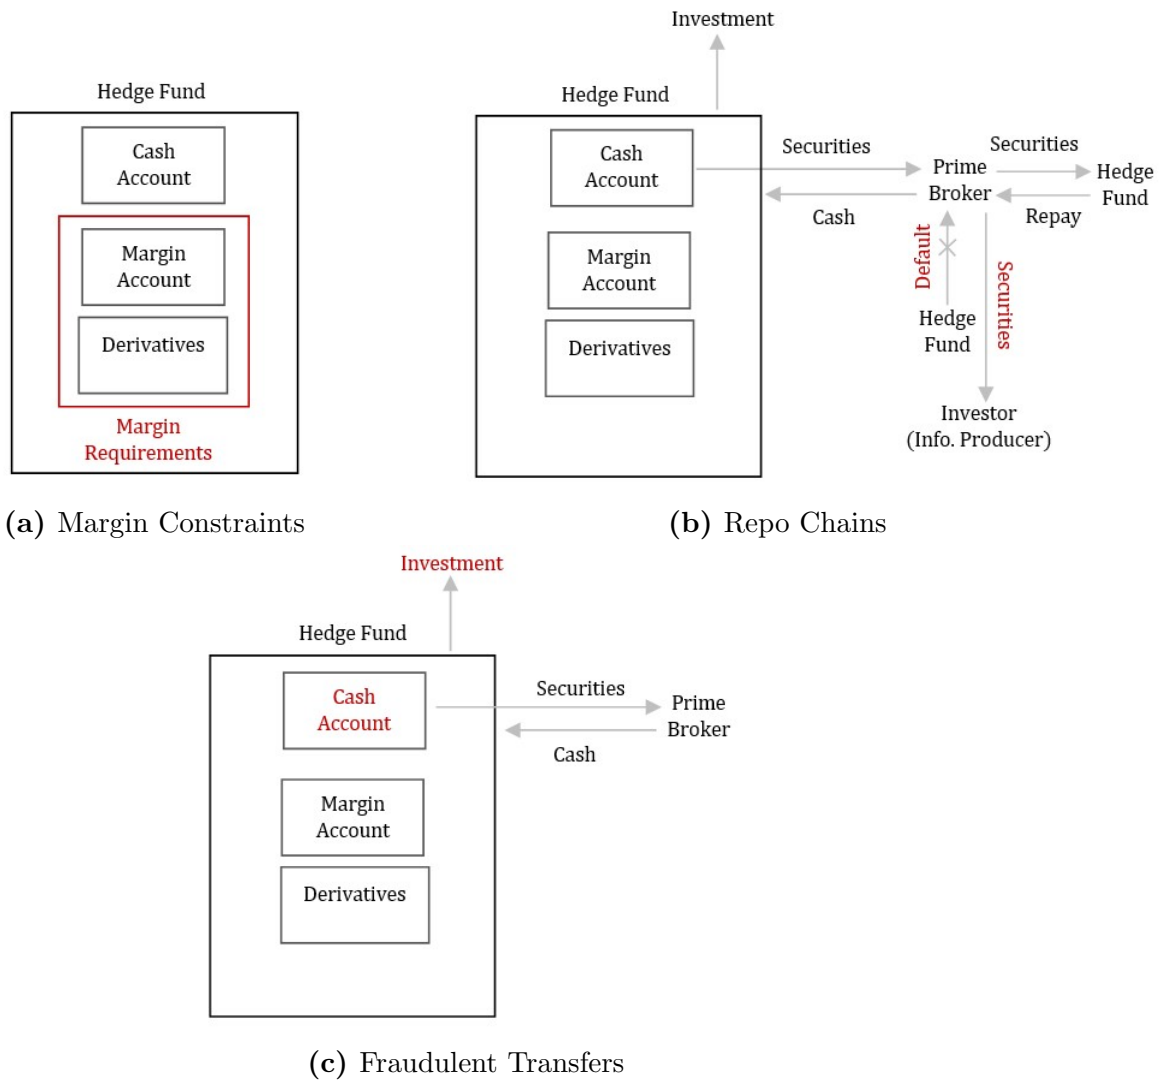 Hedge Fund
Cash
Account
Margin
Account
Derivatives
Margin
Requirements
(a) Margin Constraints
Investment
Hedge Fund
Cash
Account
Margin
Account
Derivatives
Securities
Cash
Prime
Broker
Securities
Repay
Hedge
Fund
Default
Securities
Hedge
Fund
Investor
(Info. Producer)
(b) Repo Chains
Investment
Hedge Fund
Cash
Account
Margin
Account
Derivatives
Securities
Cash
Prime
Broker
(c) Fraudulent Transfers